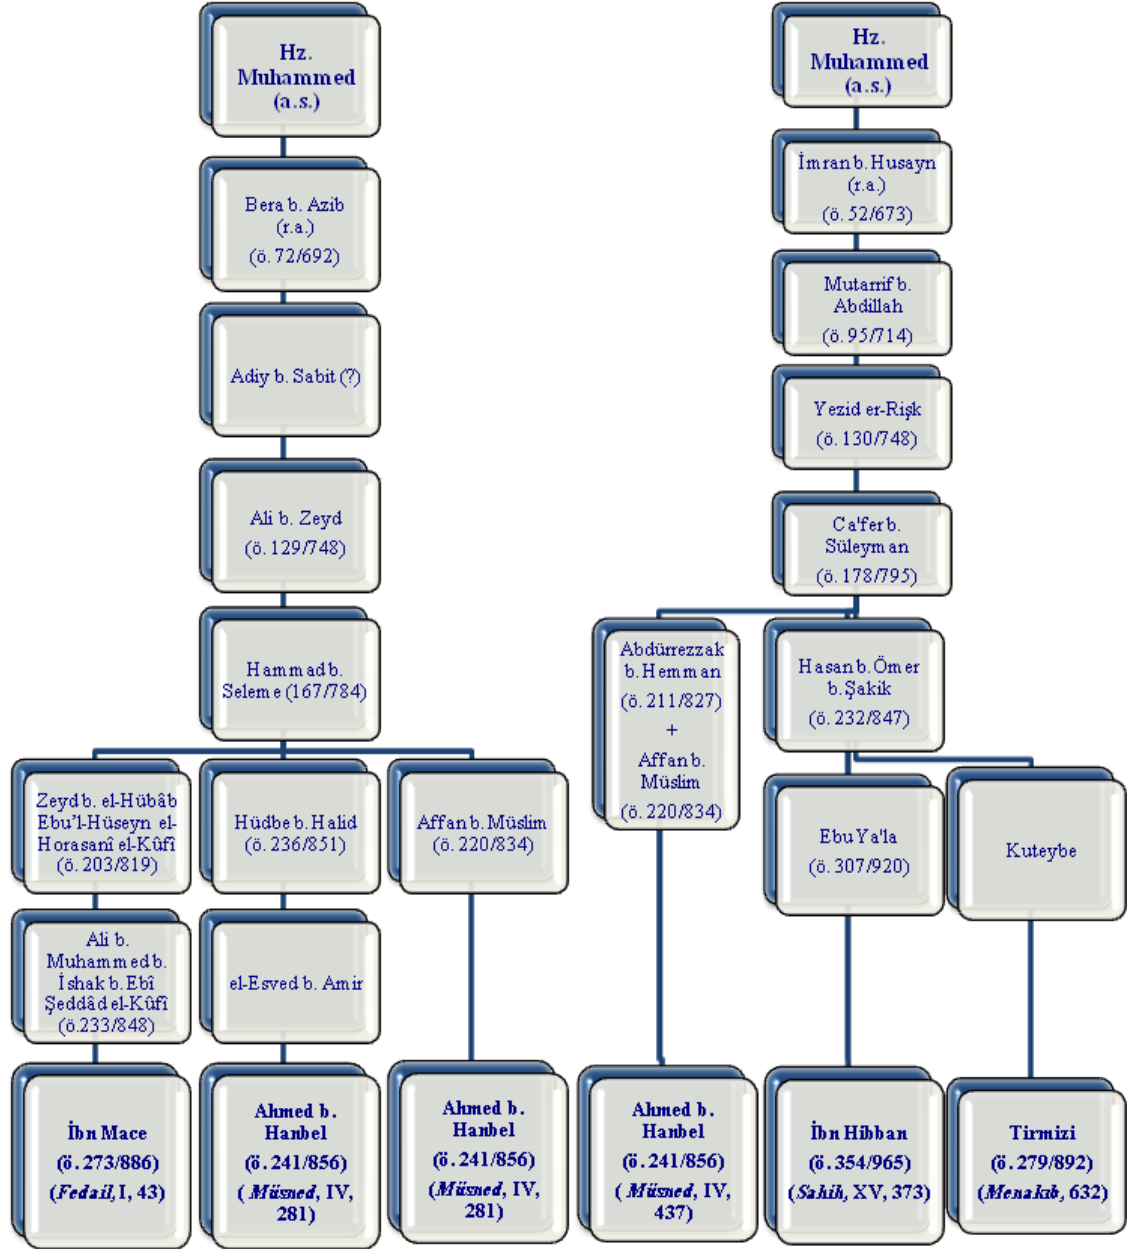 Hz.
Muhammed
(a.s.)
Bera b. Azib
(r.a.)
(ö. 72/692)
Adiy b. Sabit (?)
Ali b. Zeyd
(ö. 129/748)
Hammad b.
Seleme (167/784)
Zeyd b. el-Hübâb
Ebu'l-Hüseyn el-
Horasanî el-Kûfî
(ö. 203/819)
Ali b.
Muhammed b.
İshak b. Ebî
Şeddâd el-Kûfî
(ö.233/848)
İbn Mace
(ö. 273/886)
(Fedail, I, 43)
Hüdbe b. Halid
(ö. 236/851)
el-Esved b. Amir
Ahmed b.
Hanbel
(ö. 241/856)
( Müsned, IV,
281)
Affan b. Müslim
(ö. 220/834)
Ahmed b.
Hanbel
(ö. 241/856)
(Müsned, IV,
281)
Hz.
Muhammed
(a.s.)
İmran b. Husayn
(r.a.)
(ö. 52/673)
Mutarrif b.
Abdillah
(ö. 95/714)
Yezid er-Rişk
(ö. 130/748)
Ca'fer b.
Süleyman
(ö. 178/795)
Abdürrezzak
b. Hemman
(ö. 211/827)
+
Affan b.
Müslim
(ö. 220/834)
Ahmed b.
Hanbel
(ö. 241/856)
( Müsned, IV,
437)
Hasan b. Ömer
b. Şakik
(ö. 232/847)
Ebu Ya'la
(ö. 307/920)
İbn Hibban
(ö. 354/965)
(Sahih, XV, 373)
Kuteybe
Tirmizi
(ö. 279/892)
(Menakıb, 632)